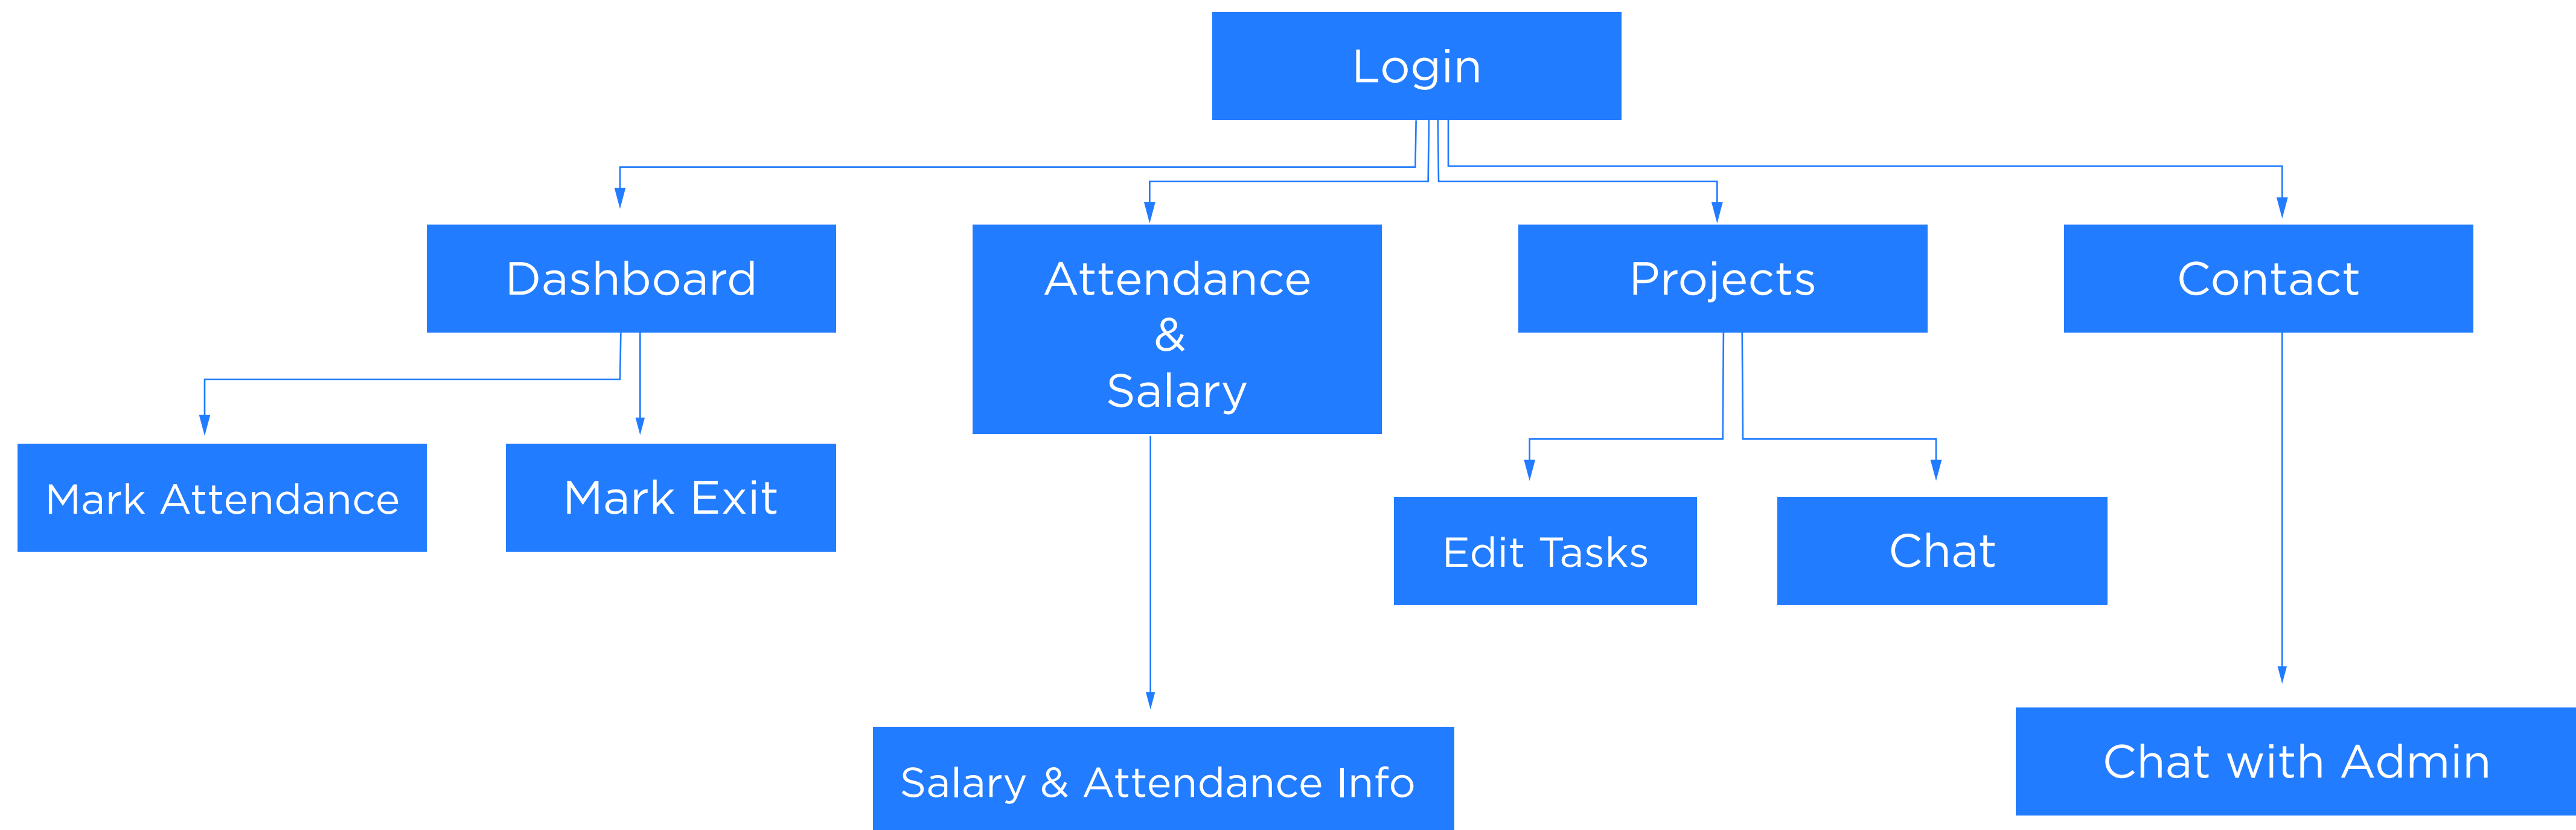 Login
Dashboard
Attendance
&
Salary
Projects
Contact
Mark Attendance
Mark Exit
Edit Tasks
Chat
Salary & Attendance Info
Chat with Admin